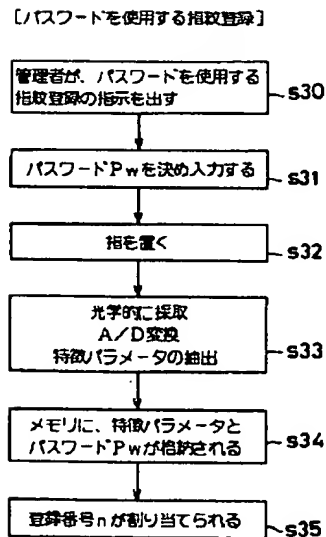 [パスワードを使用する指紋登録]
管理者が、パスワードを使用する
指紋登録の指示を出す
s30
パスワードPwを決め入力する
s31
指を置く
s32
光学的に採取
A/D変換
特徴パラメータの抽出
s33
メモリに、特徴パラメータと
パスワードPwが格納される
s34
登録番号nが割り当てられる
s35